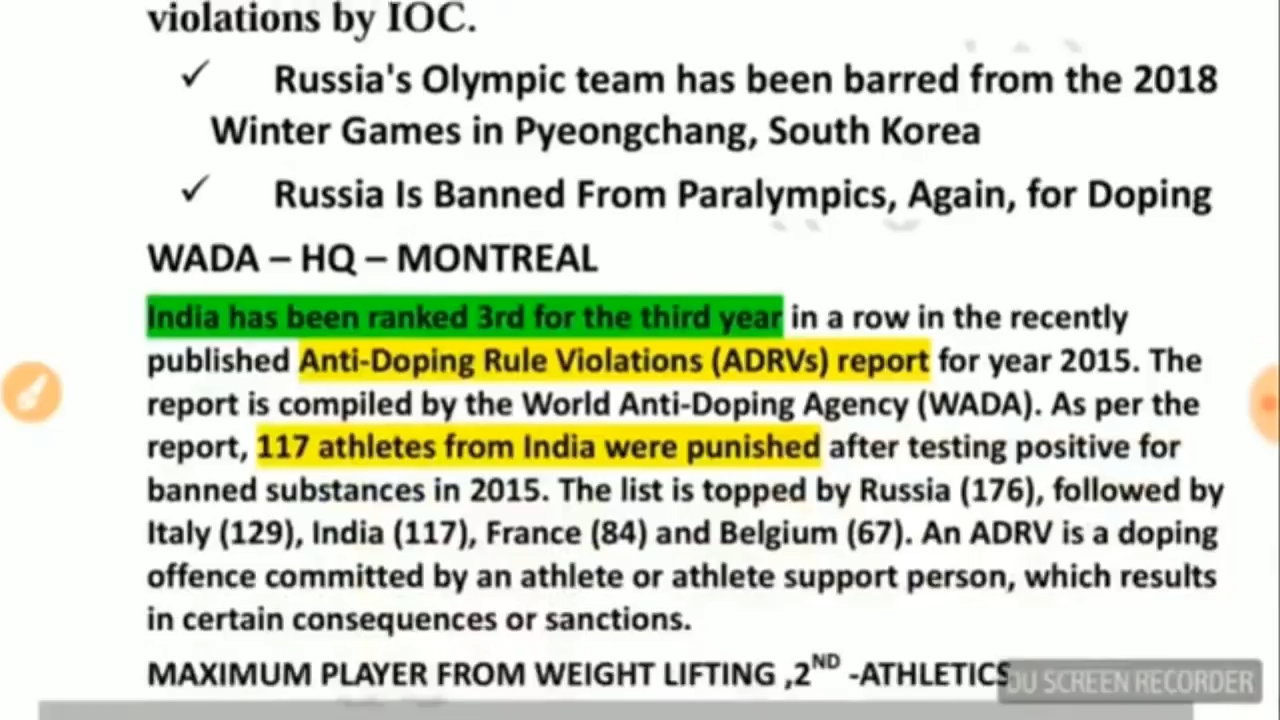 violations by IOC.
✓ Russia's Olympic team has been barred from the 2018
Winter Games in Pyeongchang, South Korea
✓ Russia Is Banned From Paralympics, Again, for Doping
WADA – HQ – MONTREAL
India has been ranked 3rd for the third year in a row in the recently
published Anti-Doping Rule Violations (ADRVs) report for year 2015. The
report is compiled by the World Anti-Doping Agency (WADA). As per the
report, 117 athletes from India were punished after testing positive for
banned substances in 2015. The list is topped by Russia (176), followed by
Italy (129), India (117), France (84) and Belgium (67). An ADRV is a doping
offence committed by an athlete or athlete support person, which results
in certain consequences or sanctions.
MAXIMUM PLAYER FROM WEIGHT LIFTING ,2ND -ATHLETICS
DU SCREEN RECORDER